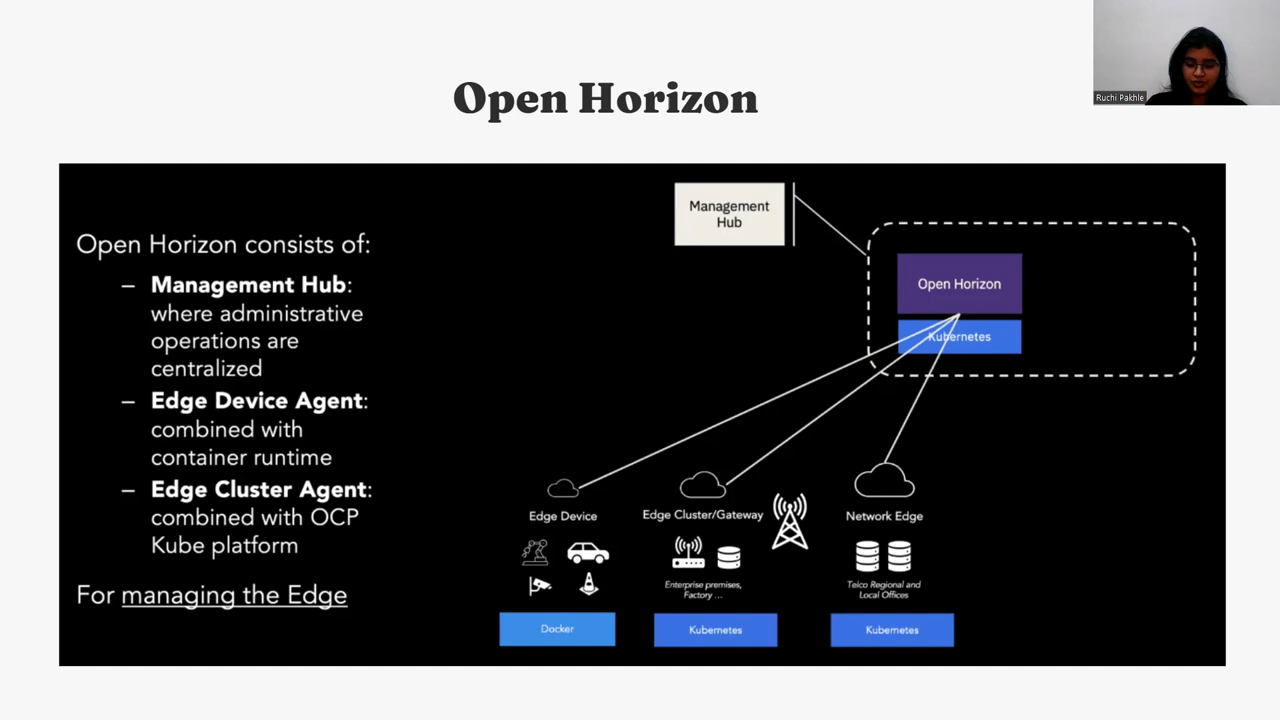 Ruchi Pakhle
Open Horizon
Open Horizon consists of:
– Management Hub:
where administrative
operations are
centralized
– Edge Device Agent:
combined with
container runtime
– Edge Cluster Agent:
combined with OCP
Kube platform
For managing the Edge
Management
Hub
Open Horizon
Kubernetes
Edge Device
Edge Cluster/Gateway
Network Edge
Enterprise premises,
Factory ...
Telco Regional and
Local Offices
Docker
Kubernetes
Kubernetes